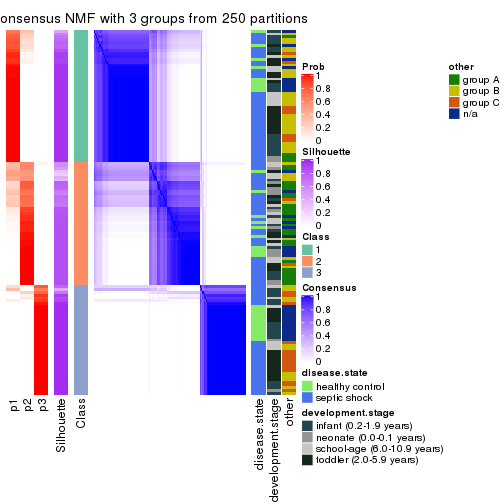 onsensus NMF with 3 groups from 250 partitions
Prob
1
0.8
0.6
0.4
0.2
0
Silhouette
1
0.8
0.6
0.4
0.2
0
Class
1
2
3
Consensus
1
0.8
0.6
0.4
0.2
0
disease.state
healthy control
septic shock
development.stage
infant (0.2-1.9 years)
neonate (0.0-0.1 years)
school-age (6.0-10.9 years)
toddler (2.0-5.9 years)
other
group A
group B
group C
n/a
p1
p2
p3
Silhouette
Class
disease.state
development.stage
other